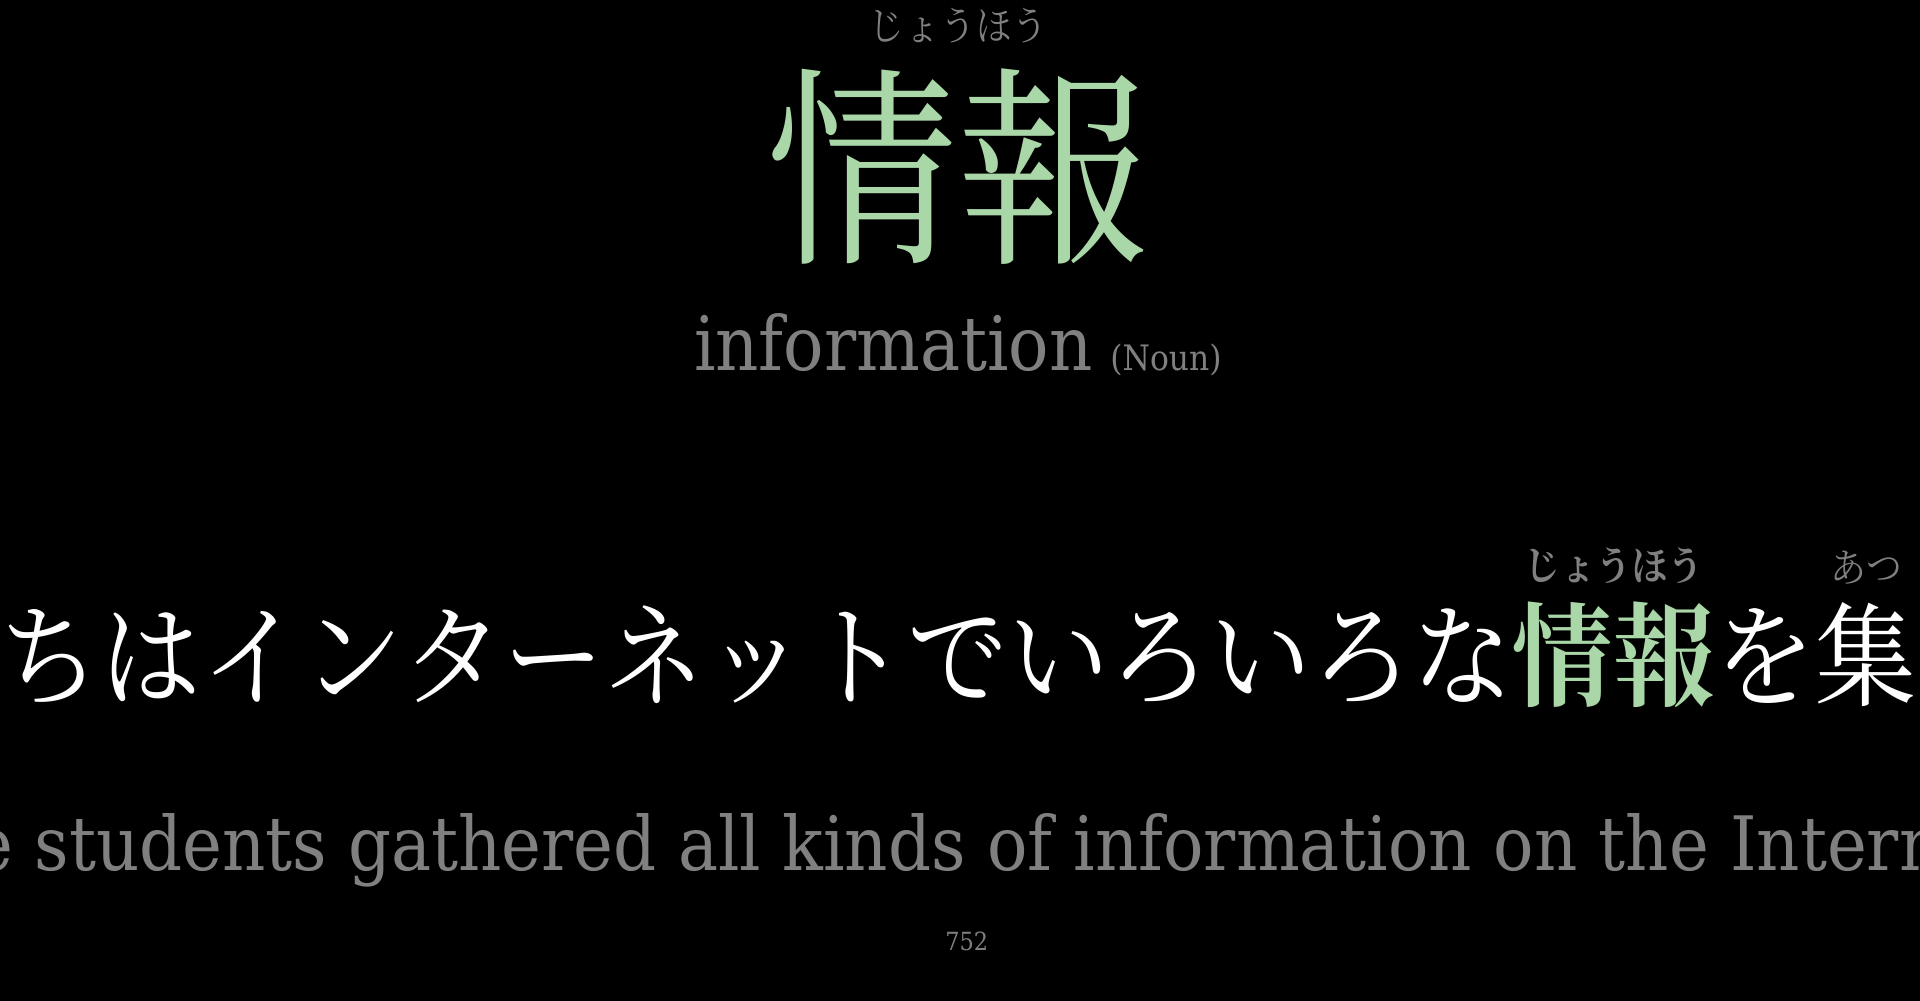 じょうほう
情報
information (Noun)
じょうほう あつ
ちはインターネットでいろいろな情報を集
e students gathered all kinds of information on the Intern
752